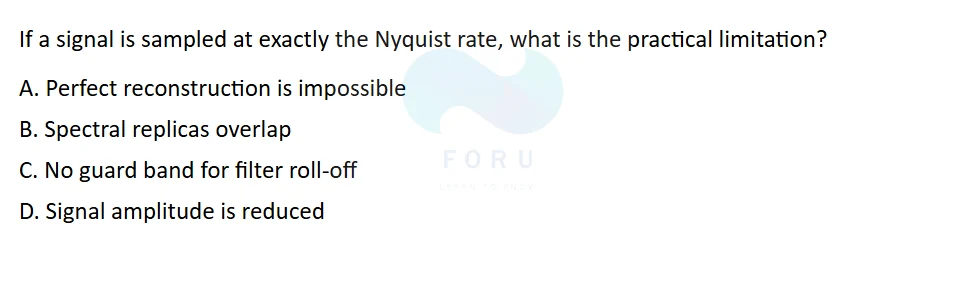 If a signal is sampled at exactly the Nyquist rate, what is the practical limitation?
A. Perfect reconstruction is impossible
B. Spectral replicas overlap
C. No guard band for filter roll-off
FORU
D. Signal amplitude is reduced